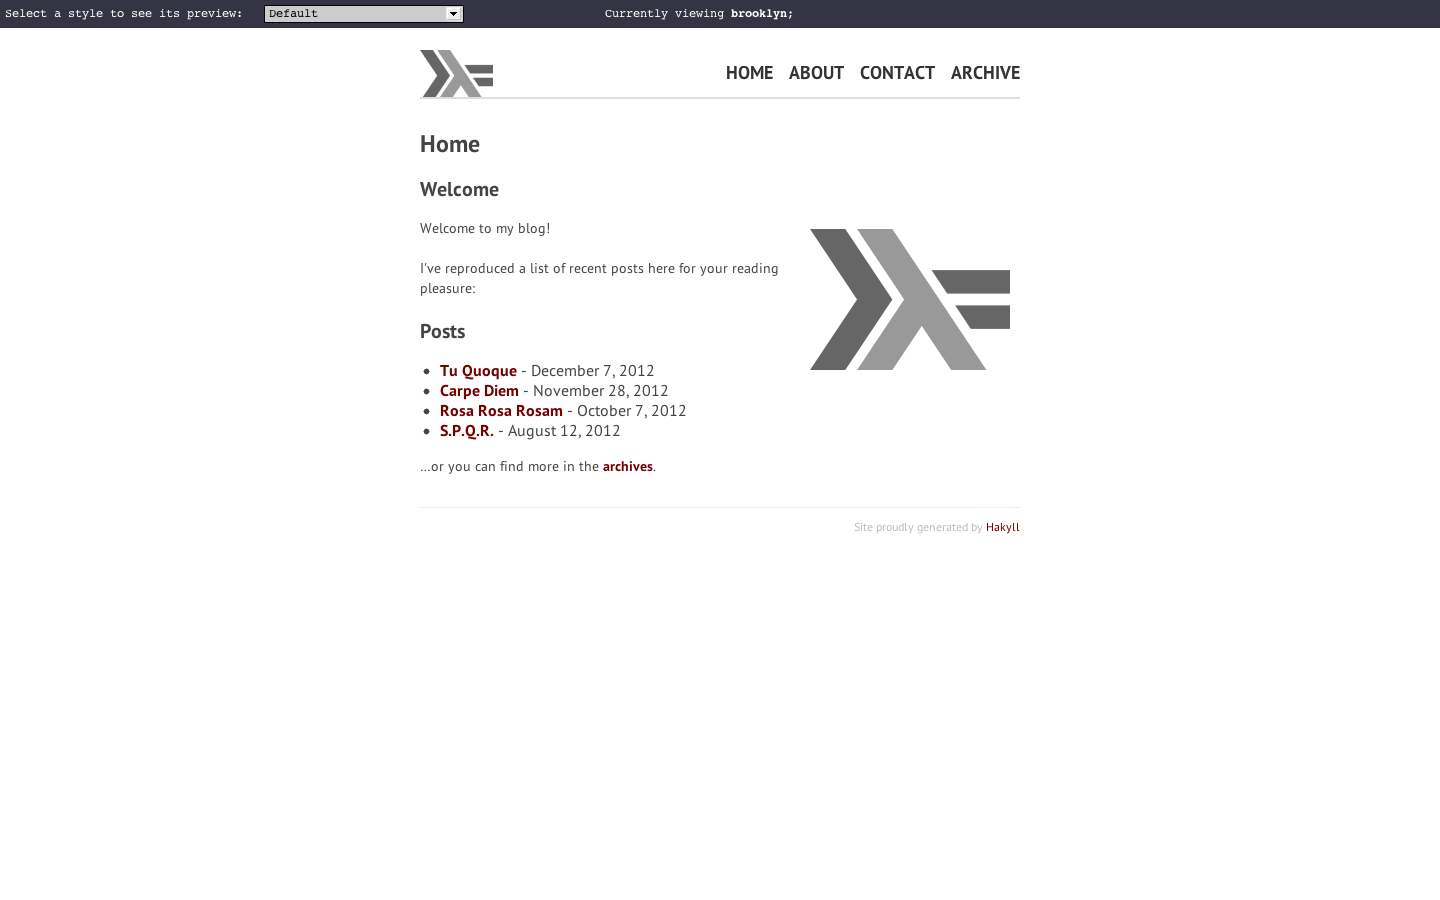 Select a style to see its preview: Default Currently viewing brooklyn;
HOME ABOUT CONTACT ARCHIVE
Home
Welcome
Welcome to my blog!
I've reproduced a list of recent posts here for your reading
pleasure:
Posts
• Tu Quoque - December 7, 2012
• Carpe Diem - November 28, 2012
• Rosa Rosa Rosam - October 7, 2012
• S.P.Q.R. - August 12, 2012
…or you can find more in the archives.
Site proudly generated by Hakyll